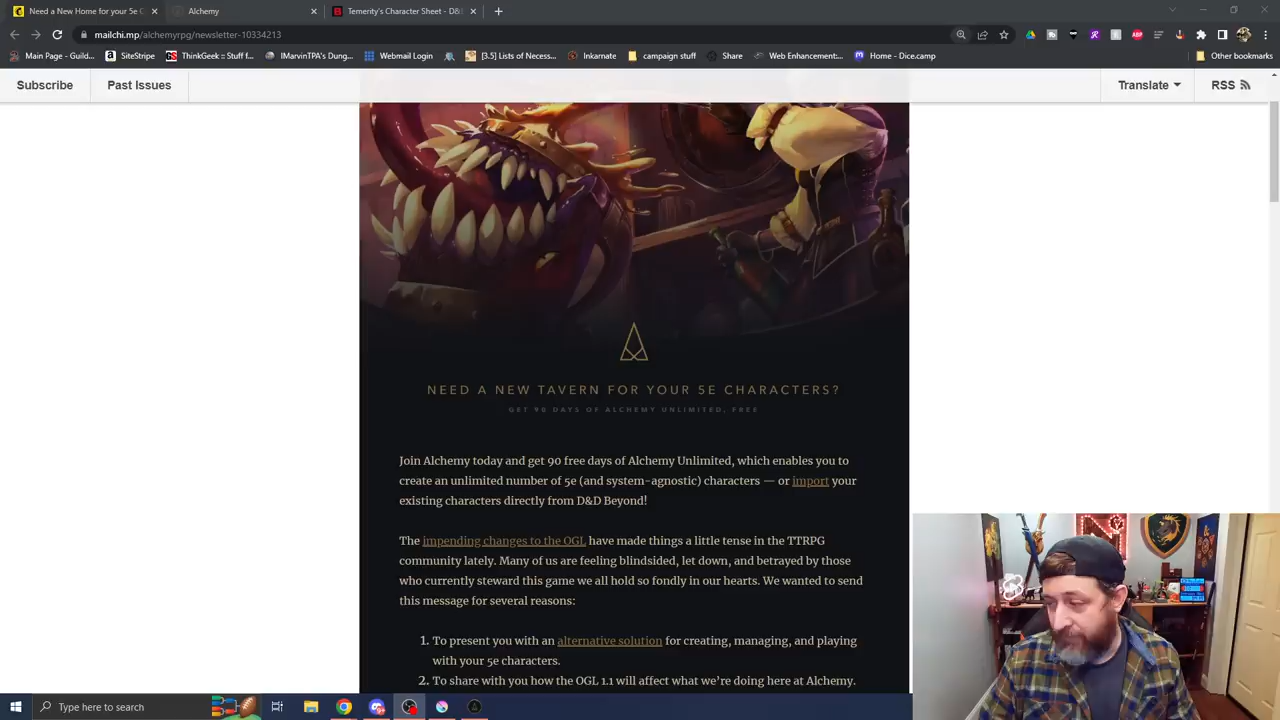 Need a New Home for your 5e C
Alchemy
Temerity's Character Sheet - D&
mailchi.mp/alchemyrpg/newsletter-10334213
Main Page - Guild...
SiteStripe
ThinkGeek :: Stuff f...
IMarvinTPA's Dung...
Webmail Login
[3.5] Lists of Necess...
Inkarnate
campaign stuff
Share
Web Enhancement:...
Home - Dice.camp
Other bookmarks
Subscribe
Past Issues
Translate
RSS
NEED A NEW TAVERN FOR YOUR 5E CHARACTERS?
GET 90 DAYS OF ALCHEMY UNLIMITED, FREE
Join Alchemy today and get 90 free days of Alchemy Unlimited, which enables you to
create an unlimited number of 5e (and system-agnostic) characters — or import your
existing characters directly from D&D Beyond!
The impending changes to the OGL have made things a little tense in the TTRPG
community lately. Many of us are feeling blindsided, let down, and betrayed by those
who currently steward this game we all hold so fondly in our hearts. We wanted to send
this message for several reasons:
1. To present you with an alternative solution for creating, managing, and playing
with your 5e characters.
2. To share with you how the OGL 1.1 will affect what we're doing here at Alchemy.
Type here to search